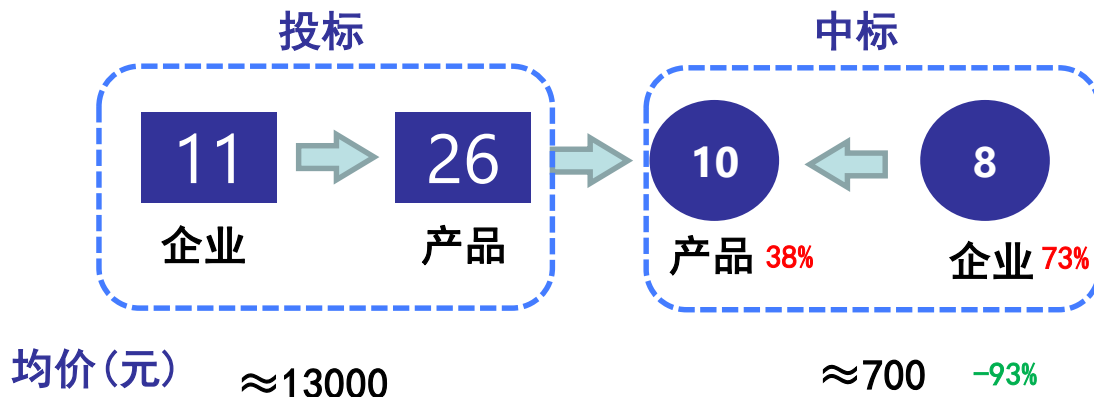 投标
中标
11
26
10
8
企业
产品
产品 38%
企业 73%
均价(元)
≈13000
≈700
-93%